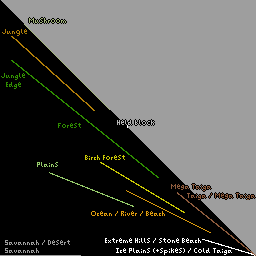 Mushroom
Jungle
Jungle
Edge
Held block
Forest
Birch Forest
Plains
Mega Taiga
Taiga / Mega Taiga
Ocean / River / Beach
Savannah / Desert
Extreme Hills / Stone Beach
Savannah
Ice Plains (+Spikes) / Cold Taiga